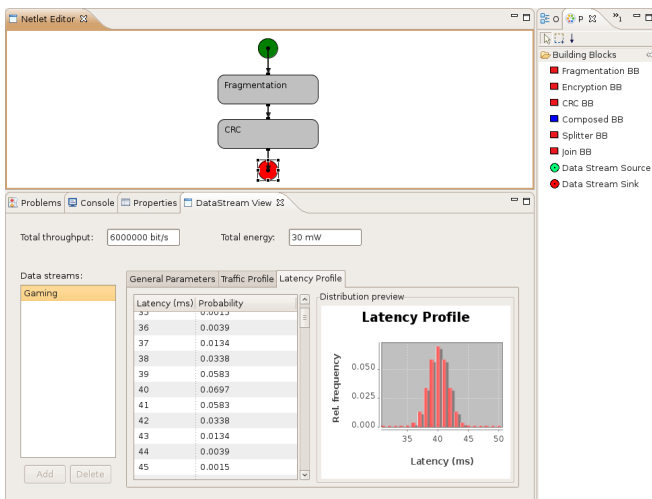 Netlet Editor
Fragmentation
CRC
O
P
»1
Building Blocks
Fragmentation BB
Encryption BB
CRC BB
Composed BB
Splitter BB
Join BB
Data Stream Source
Data Stream Sink
Problems
Console
Properties
DataStream View
Total throughput: 6000000 bit/s
Total energy: 30 mW
Data streams:
Gaming
Add
Delete
General Parameters
Traffic Profile
Latency Profile
Latency (ms) Probability
35 0.0015
36 0.0039
37 0.0134
38 0.0338
39 0.0583
40 0.0697
41 0.0583
42 0.0338
43 0.0134
44 0.0039
45 0.0015
Distribution preview
Latency Profile
Rel. frequency
0.050
0.025
0.000
35 40 45 50
Latency (ms)